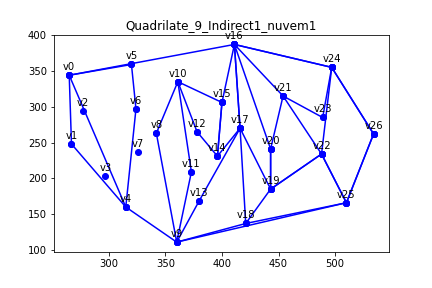 Quadrilate_9_Indirect1_nuvem1
400
350
300
250
200
150
100
300
350
400
450
500
v0
v1
v2
v3
v4
v5
v6
v7
v8
v9
v10
v11
v12
v13
v14
v15
v16
v17
v18
v19
v20
v21
v22
v23
v24
v25
v26